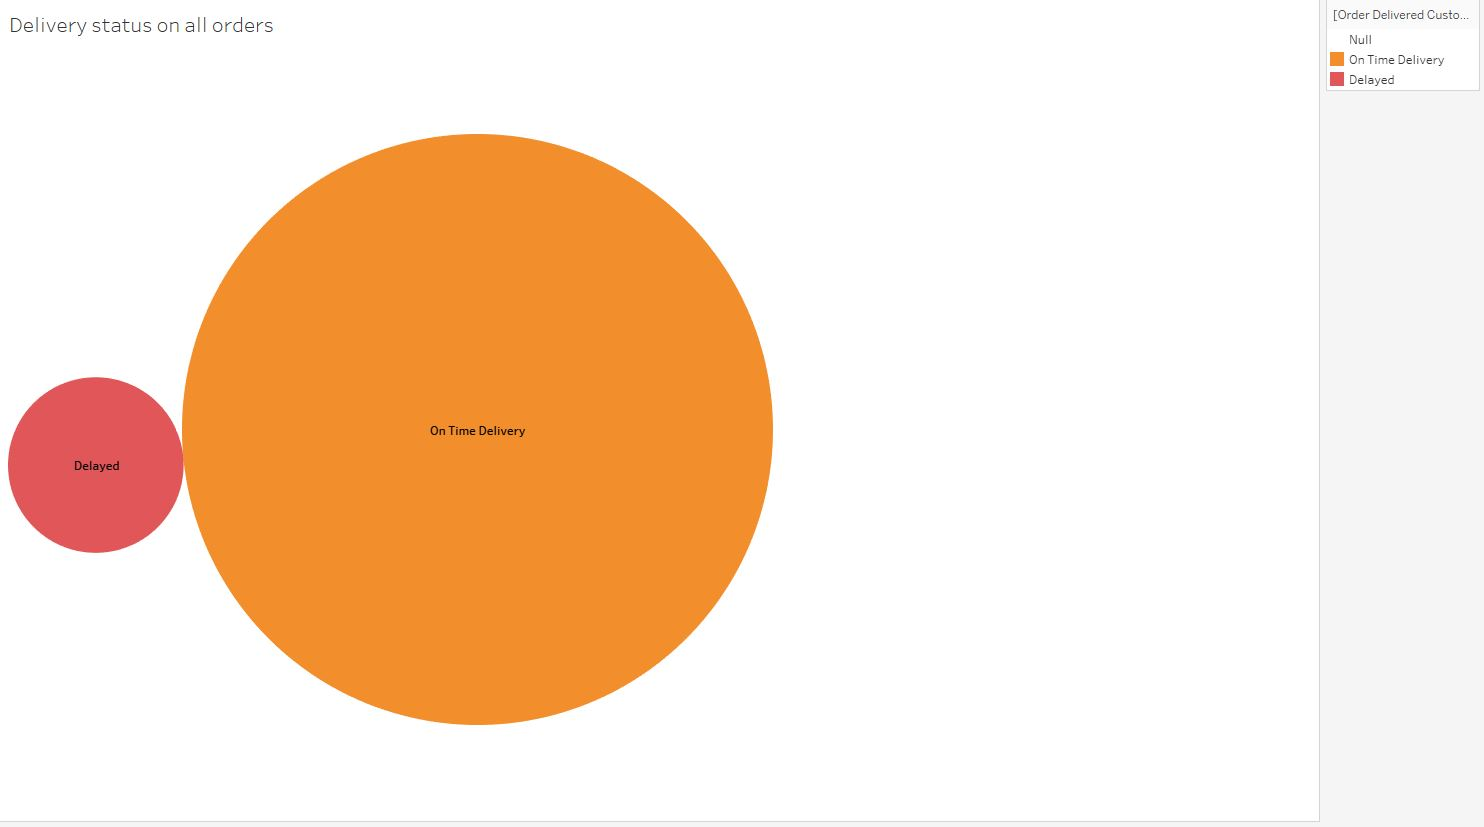 Delivery status on all orders
[Order Delivered Custo...
Null
On Time Delivery
Delayed
On Time Delivery
Delayed